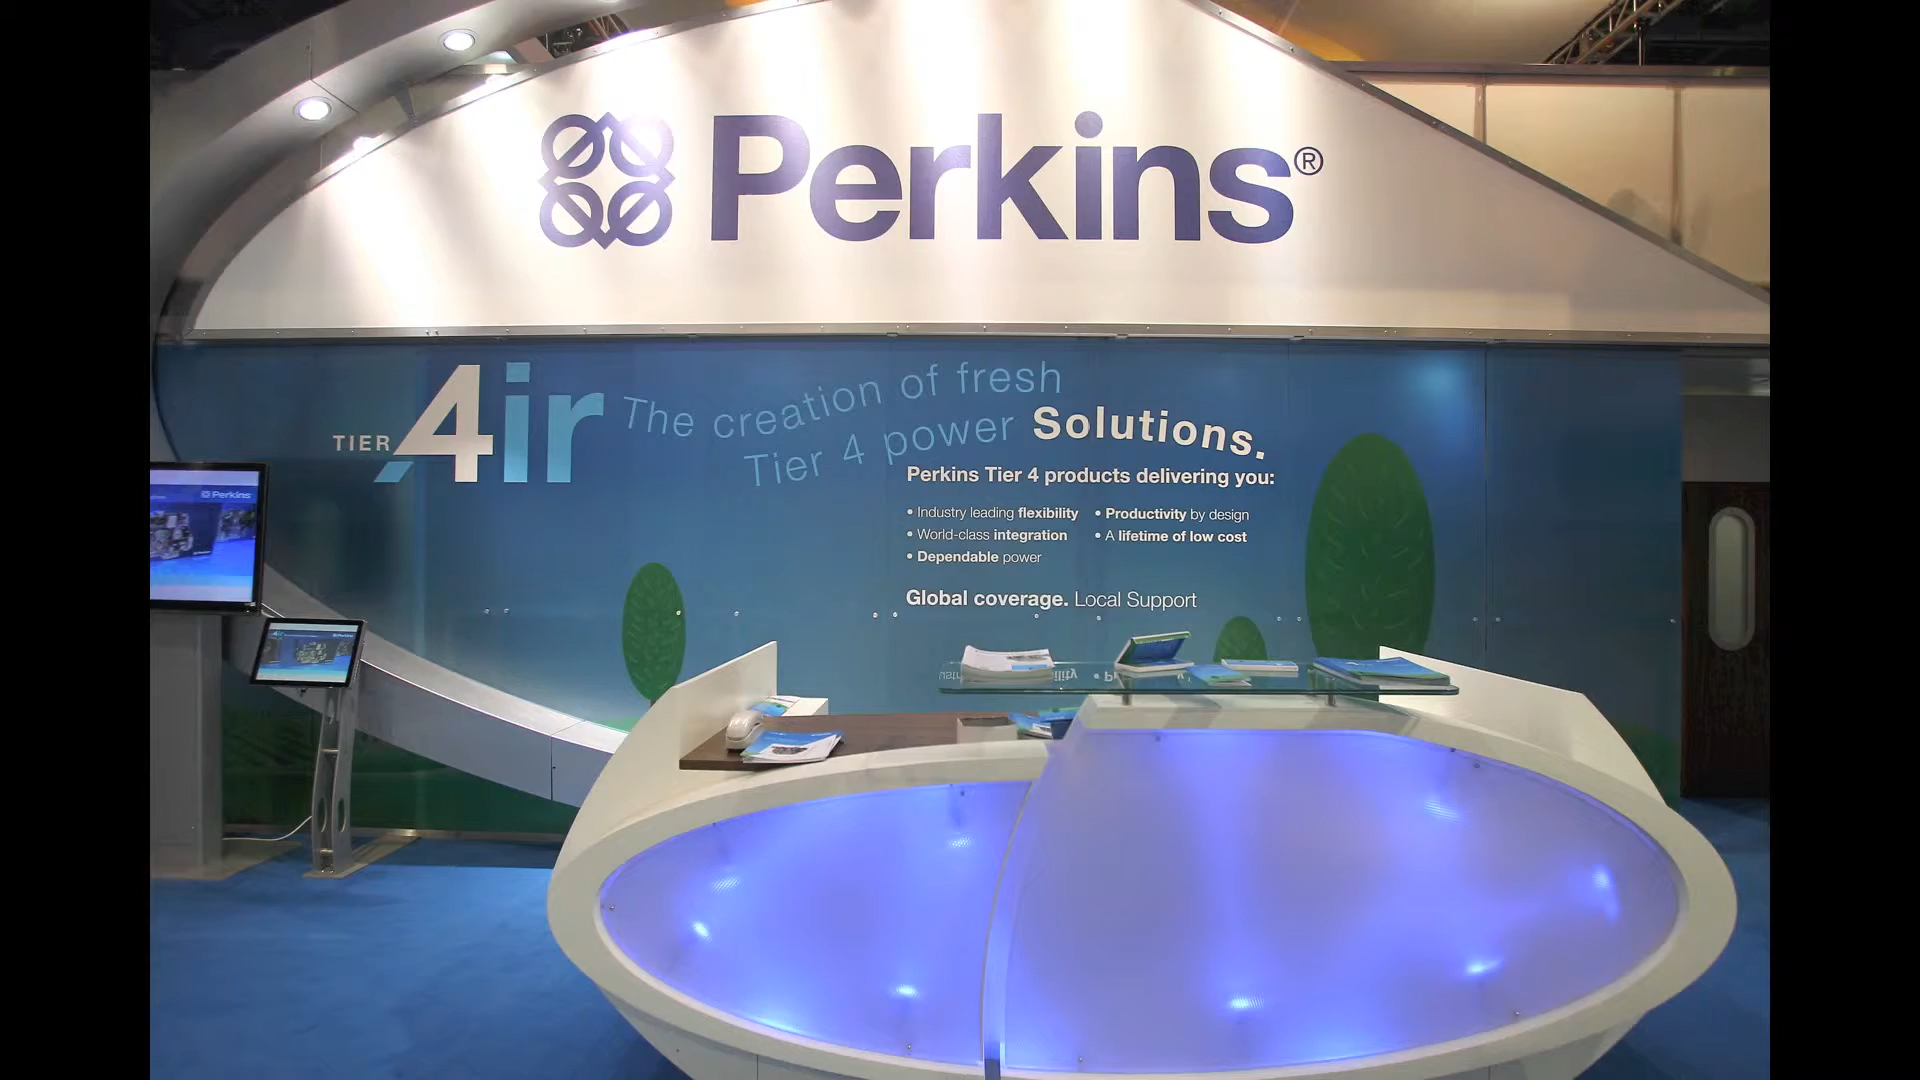 Perkins®
TIER 4ir
The creation of fresh
Tier 4 power Solutions.
Perkins Tier 4 products delivering you:
• Industry leading flexibility
• World-class integration
• Dependable power
• Productivity by design
• A lifetime of low cost
Global coverage. Local Support
Perkins